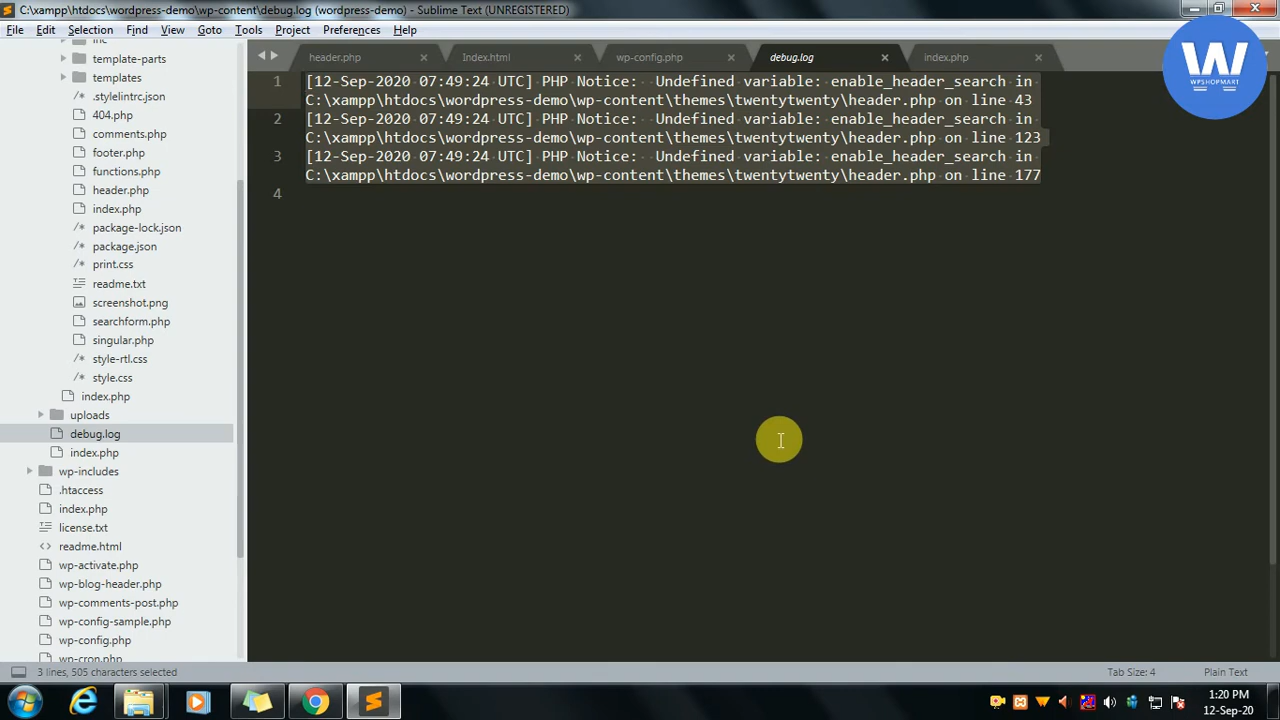 C:\xampp\htdocs\wordpress-demo\wp-content\debug.log (wordpress-demo) - Sublime Text (UNREGISTERED)
File Edit Selection Find View Goto Tools Project Preferences Help
W
WPSHOPMART
inc
template-parts
templates
.stylelintrc.json
404.php
comments.php
footer.php
functions.php
header.php
index.php
package-lock.json
package.json
print.css
readme.txt
screenshot.png
searchform.php
singular.php
style-rtl.css
style.css
index.php
uploads
debug.log
index.php
wp-includes
.htaccess
index.php
license.txt
readme.html
wp-activate.php
wp-blog-header.php
wp-comments-post.php
wp-config-sample.php
wp-config.php
wp-cron.php
header.php Index.html wp-config.php debug.log index.php
1 [12-Sep-2020 07:49:24 UTC] PHP Notice:  Undefined variable: enable_header_search in
C:\xampp\htdocs\wordpress-demo\wp-content\themes\twentytwenty\header.php on line 43
2 [12-Sep-2020 07:49:24 UTC] PHP Notice:  Undefined variable: enable_header_search in
C:\xampp\htdocs\wordpress-demo\wp-content\themes\twentytwenty\header.php on line 123
3 [12-Sep-2020 07:49:24 UTC] PHP Notice:  Undefined variable: enable_header_search in
C:\xampp\htdocs\wordpress-demo\wp-content\themes\twentytwenty\header.php on line 177
4
3 lines, 505 characters selected
Tab Size: 4 Plain Text
1:20 PM
12-Sep-20